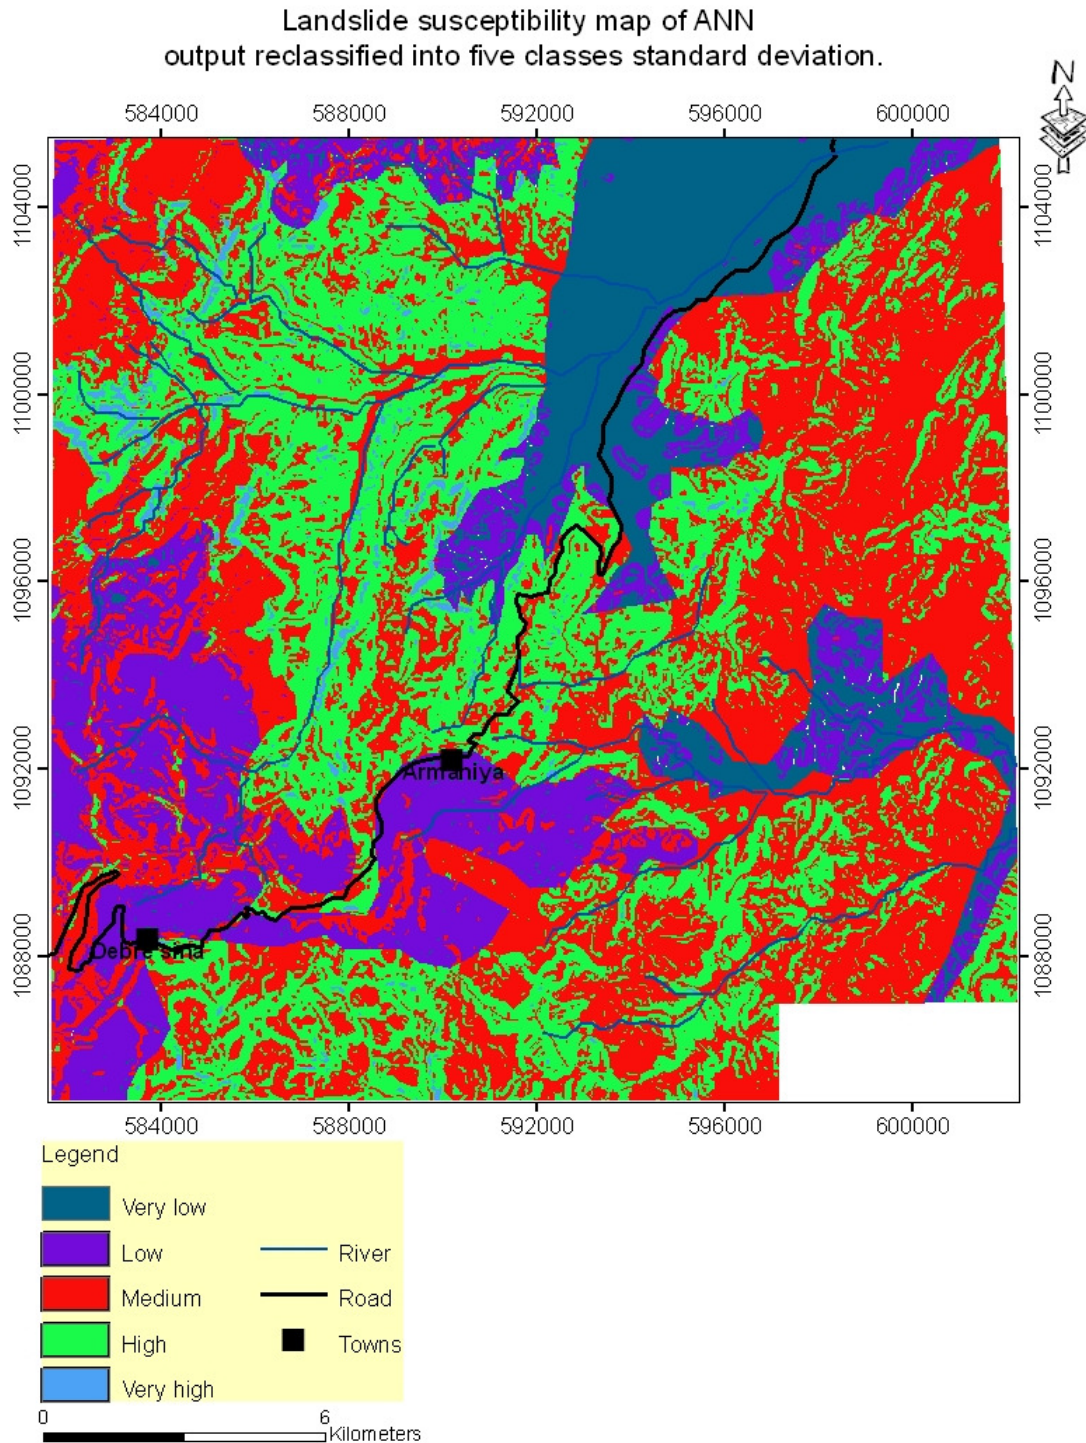 Landslide susceptibility map of ANN
output reclassified into five classes standard deviation.
N
584000 588000 592000 596000 600000
1104000 1104000
1100000 1100000
1096000 1096000
1092000 1092000
Armaniya
1088000 1088000
Debre sina
584000 588000 592000 596000 600000
Legend
Very low
Low River
Medium Road
High Towns
Very high
0 6
Kilometers